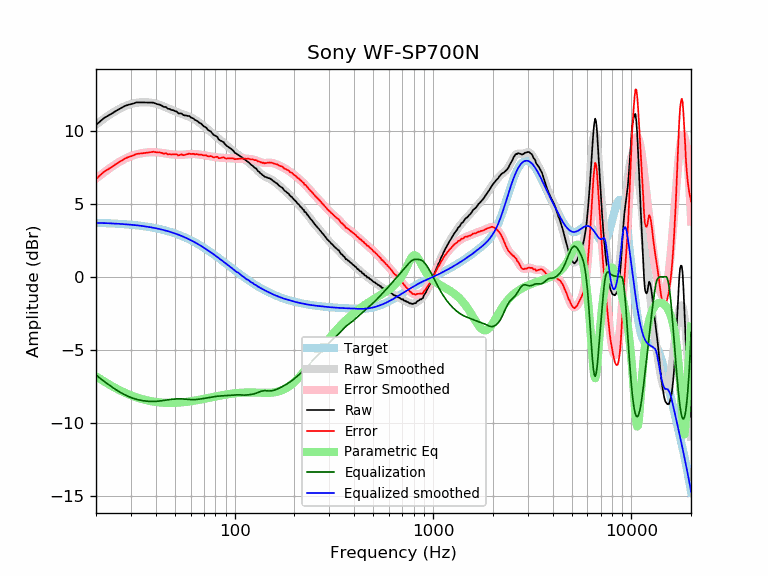 Sony WF-SP700N
Amplitude (dBr)
10
5
0
−5
−10
−15
Target
Raw Smoothed
Error Smoothed
Raw
Error
Parametric Eq
Equalization
Equalized smoothed
100
1000
10000
Frequency (Hz)